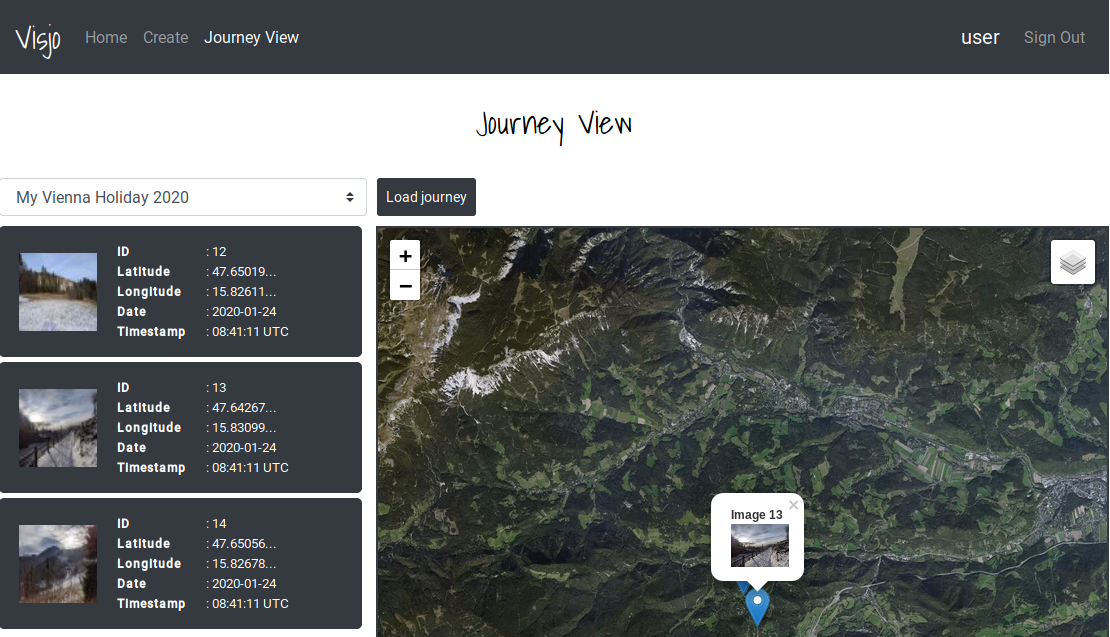 Visjo Home Create Journey View user Sign Out
Journey View
My Vienna Holiday 2020 Load journey
ID : 12
Latitude : 47.65019...
Longitude : 15.82611...
Date : 2020-01-24
Timestamp : 08:41:11 UTC
ID : 13
Latitude : 47.64267...
Longitude : 15.83099...
Date : 2020-01-24
Timestamp : 08:41:11 UTC
ID : 14
Latitude : 47.65056...
Longitude : 15.82678...
Date : 2020-01-24
Timestamp : 08:41:11 UTC
+
−
×
Image 13